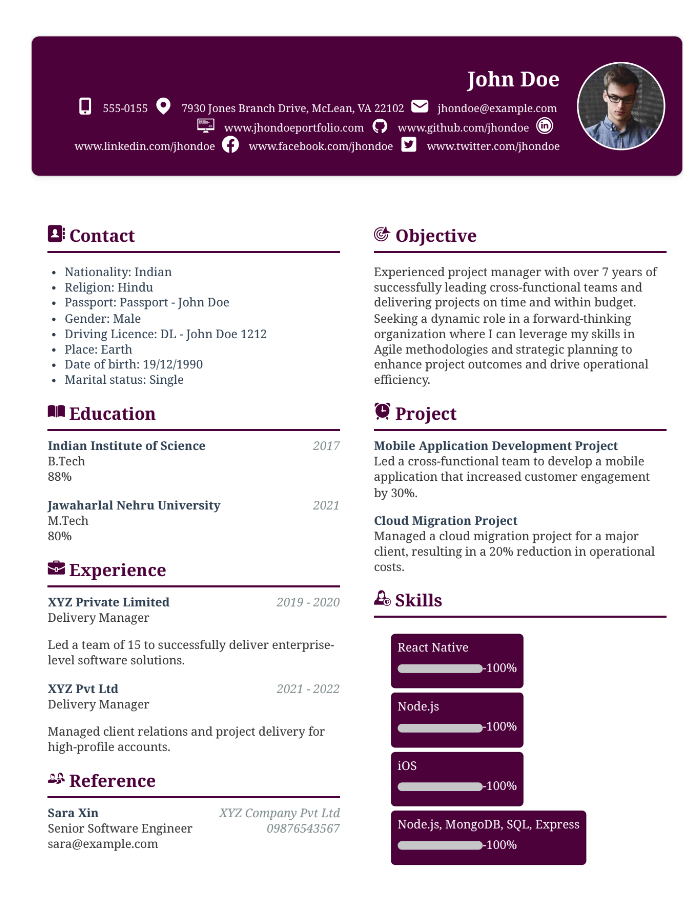 John Doe
555-0155 7930 Jones Branch Drive, McLean, VA 22102 jhondoe@example.com
www.jhondoeportfolio.com www.github.com/jhondoe
www.linkedin.com/jhondoe www.facebook.com/jhondoe www.twitter.com/jhondoe
Contact
• Nationality: Indian
• Religion: Hindu
• Passport: Passport - John Doe
• Gender: Male
• Driving Licence: DL - John Doe 1212
• Place: Earth
• Date of birth: 19/12/1990
• Marital status: Single
Education
Indian Institute of Science 2017
B.Tech
88%
Jawaharlal Nehru University 2021
M.Tech
80%
Experience
XYZ Private Limited 2019 - 2020
Delivery Manager
Led a team of 15 to successfully deliver enterprise-
level software solutions.
XYZ Pvt Ltd 2021 - 2022
Delivery Manager
Managed client relations and project delivery for
high-profile accounts.
Reference
Sara Xin XYZ Company Pvt Ltd
Senior Software Engineer 09876543567
sara@example.com
Objective
Experienced project manager with over 7 years of
successfully leading cross-functional teams and
delivering projects on time and within budget.
Seeking a dynamic role in a forward-thinking
organization where I can leverage my skills in
Agile methodologies and strategic planning to
enhance project outcomes and drive operational
efficiency.
Project
Mobile Application Development Project
Led a cross-functional team to develop a mobile
application that increased customer engagement
by 30%.
Cloud Migration Project
Managed a cloud migration project for a major
client, resulting in a 20% reduction in operational
costs.
Skills
React Native
-100%
Node.js
-100%
iOS
-100%
Node.js, MongoDB, SQL, Express
-100%